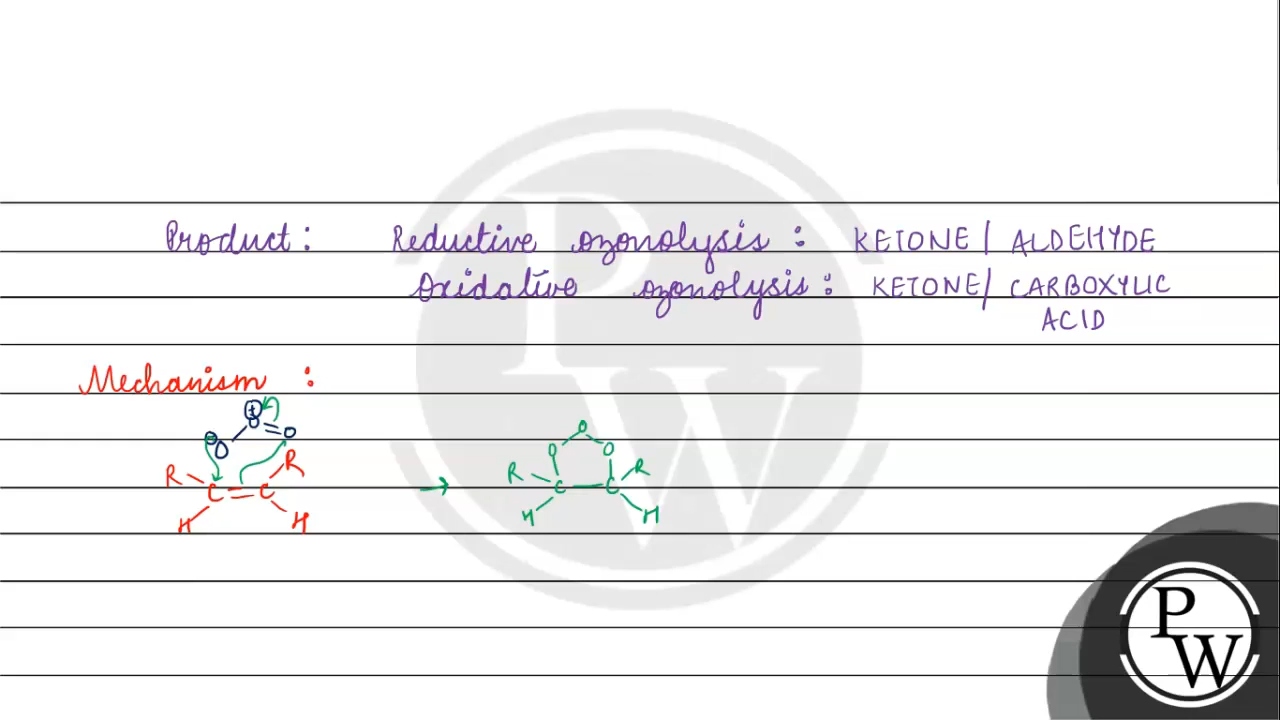 Product: Reductive ozonolysis: KETONE / ALDEHYDE
Oxidative ozonolysis: KETONE / CARBOXYLIC
ACID
Mechanism :
⊕
O
⊖ O O
R R
C = C
H H
→
O
O O
R R
C — C
H H
P
W
P
W